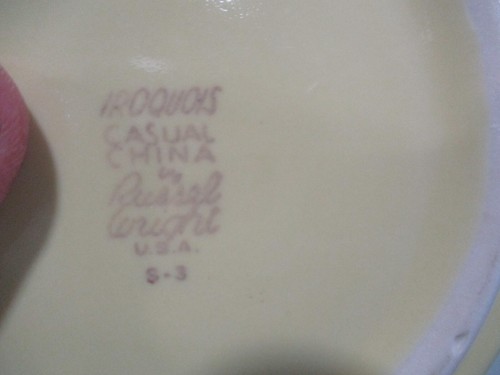 IROQUOIS
CASUAL
CHINA
by
Russel
Wright
U.S.A.
S-3